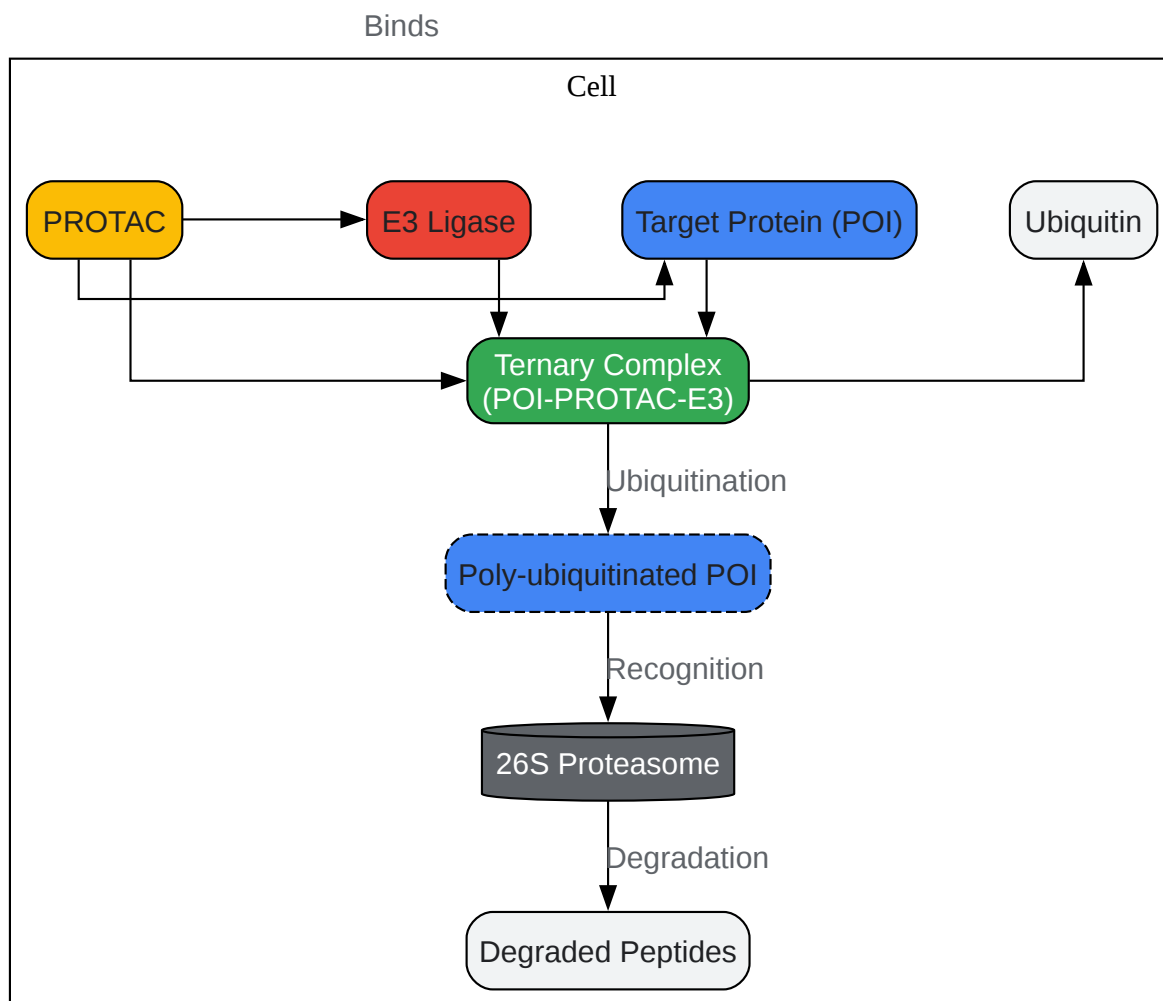 Binds
Cell
PROTAC
E3 Ligase
Target Protein (POI)
Ubiquitin
Ternary Complex
(POI-PROTAC-E3)
Ubiquitination
Poly-ubiquitinated POI
Recognition
26S Proteasome
Degradation
Degraded Peptides